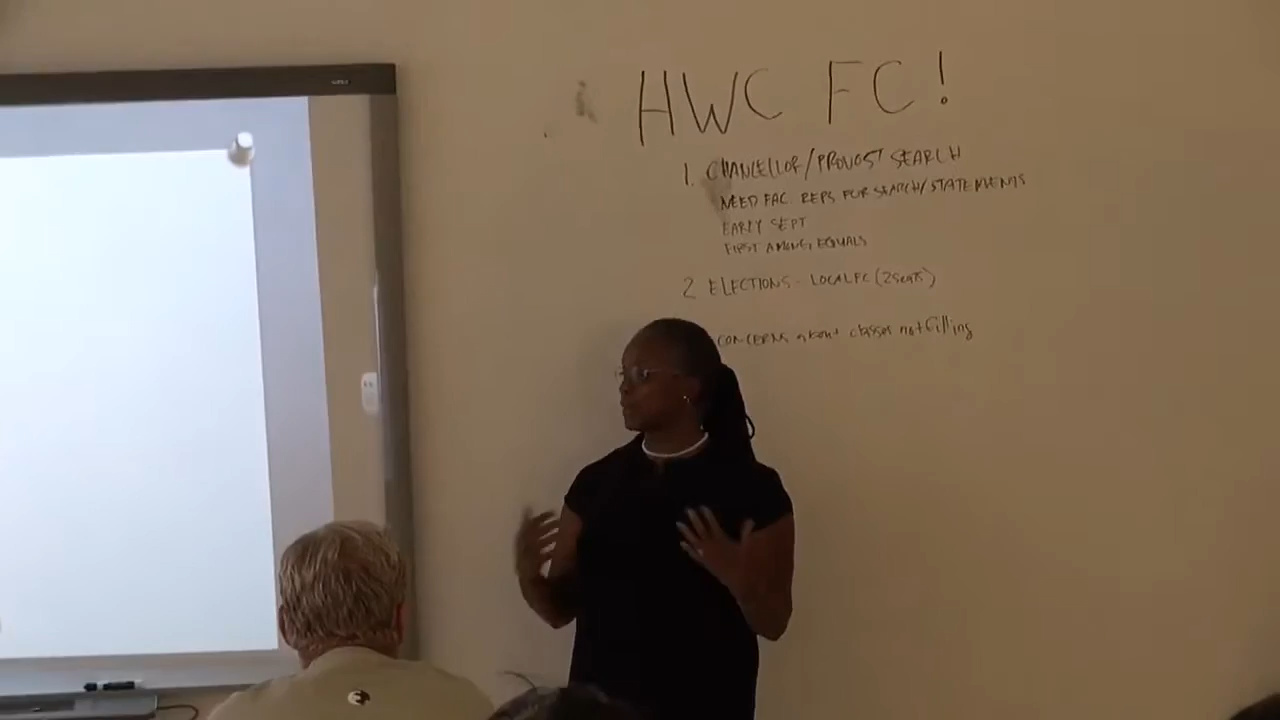 HWC FC!
1. CHANCELLOR/PROVOST SEARCH
NEED FAC. REPS FOR SEARCH/STATEMENTS
EARLY SEPT
FIRST AMONG EQUALS
2 ELECTIONS - LOCAL FC (2 seats)
CONCERNS about classes not filling